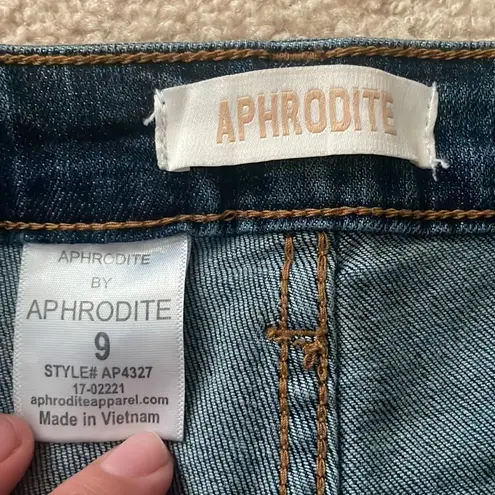 APHRODITE
APHRODITE
BY
APHRODITE
9
STYLE# AP4327
17-02221
aphroditeapparel.com
Made in Vietnam